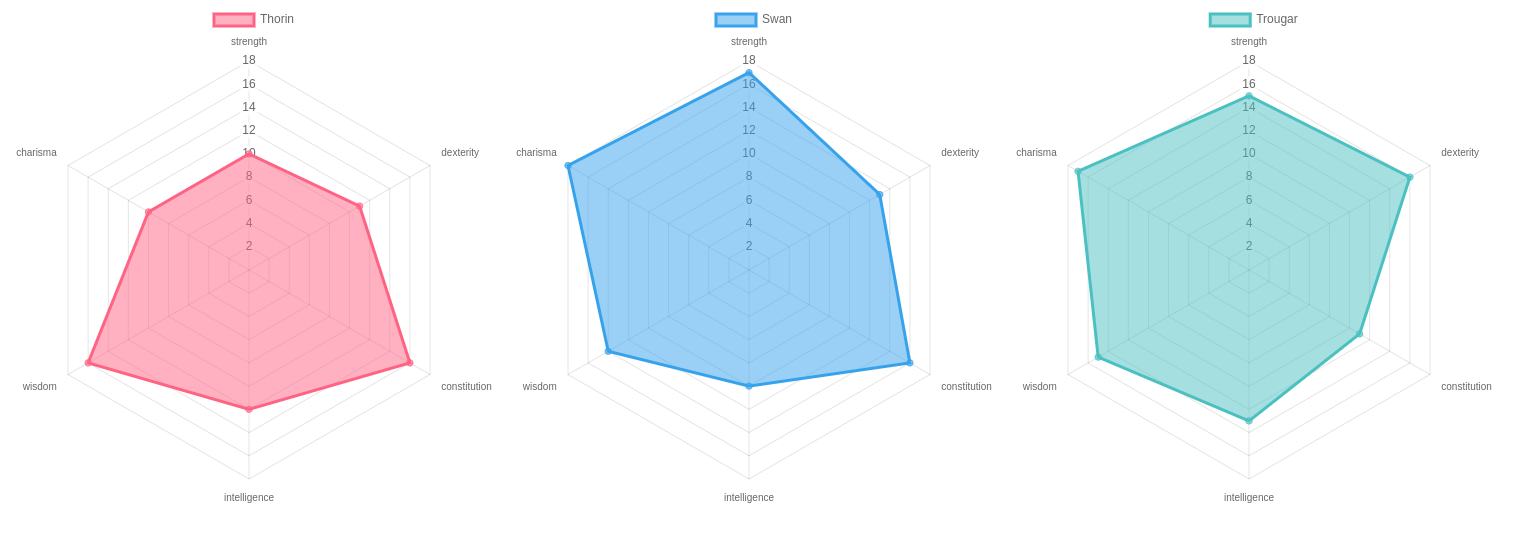 Thorin
strength
18
16
14
12
10
8
6
4
2
charisma
dexterity
wisdom
constitution
intelligence
Swan
strength
18
16
14
12
10
8
6
4
2
charisma
dexterity
wisdom
constitution
intelligence
Trougar
strength
18
16
14
12
10
8
6
4
2
charisma
dexterity
wisdom
constitution
intelligence